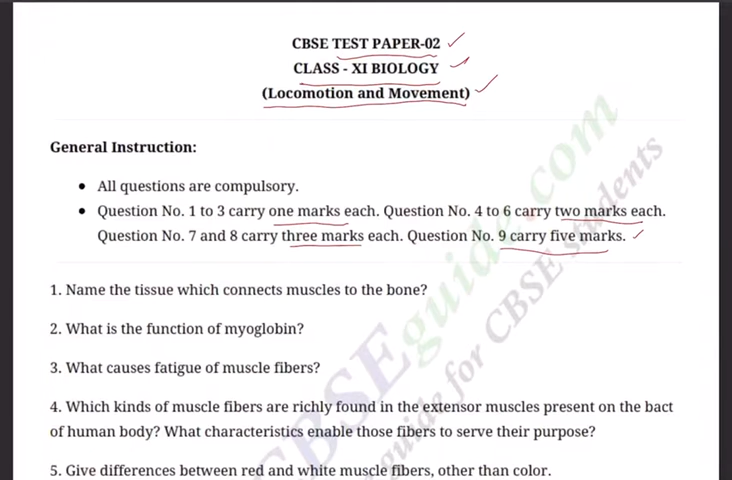 CBSE TEST PAPER-02
CLASS - XI BIOLOGY
(Locomotion and Movement)
General Instruction:
• All questions are compulsory.
• Question No. 1 to 3 carry one marks each. Question No. 4 to 6 carry two marks each.
Question No. 7 and 8 carry three marks each. Question No. 9 carry five marks.
1. Name the tissue which connects muscles to the bone?
2. What is the function of myoglobin?
3. What causes fatigue of muscle fibers?
4. Which kinds of muscle fibers are richly found in the extensor muscles present on the bact
of human body? What characteristics enable those fibers to serve their purpose?
5. Give differences between red and white muscle fibers, other than color.
CBSEguide.com
guide for CBSE students